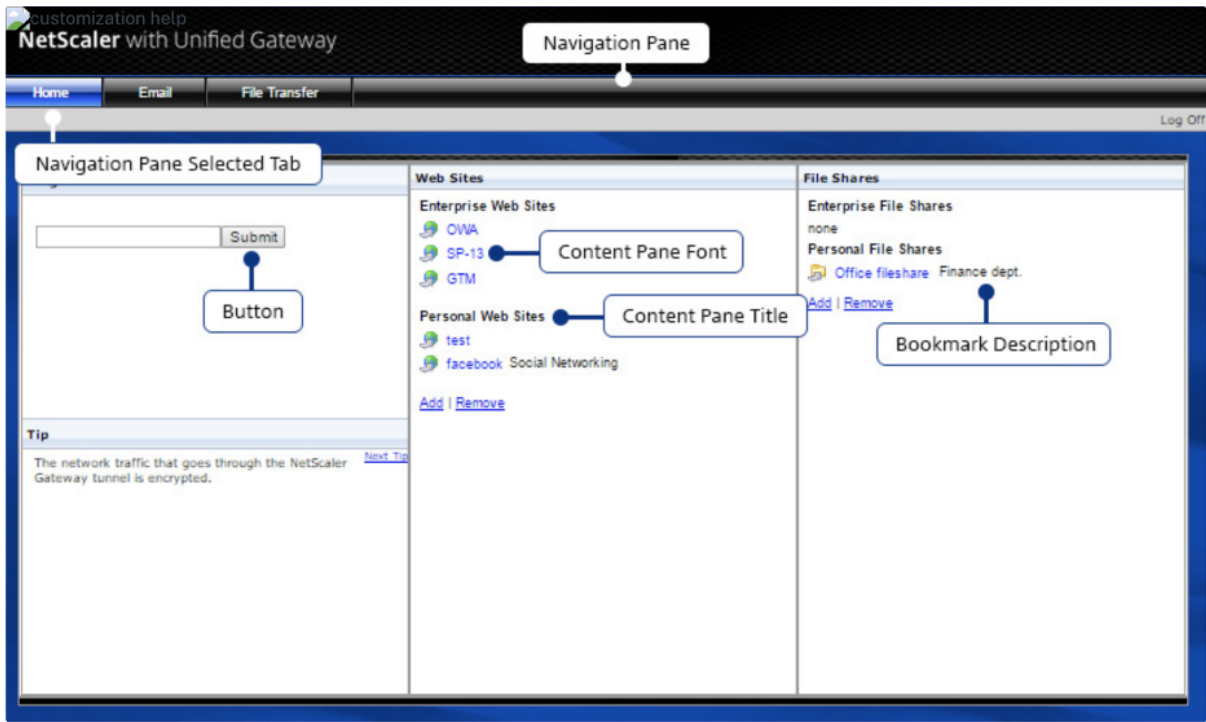 customization help
NetScaler with Unified Gateway
Navigation Pane
Home Email File Transfer
Log Off
Navigation Pane Selected Tab
Submit
Button
Tip
The network traffic that goes through the NetScaler
Gateway tunnel is encrypted.
Next Tip
Web Sites
Enterprise Web Sites
OWA
SP-13
Content Pane Font
GTM
Personal Web Sites
Content Pane Title
test
facebook Social Networking
Add | Remove
File Shares
Enterprise File Shares
none
Personal File Shares
Office fileshare Finance dept.
Add | Remove
Bookmark Description